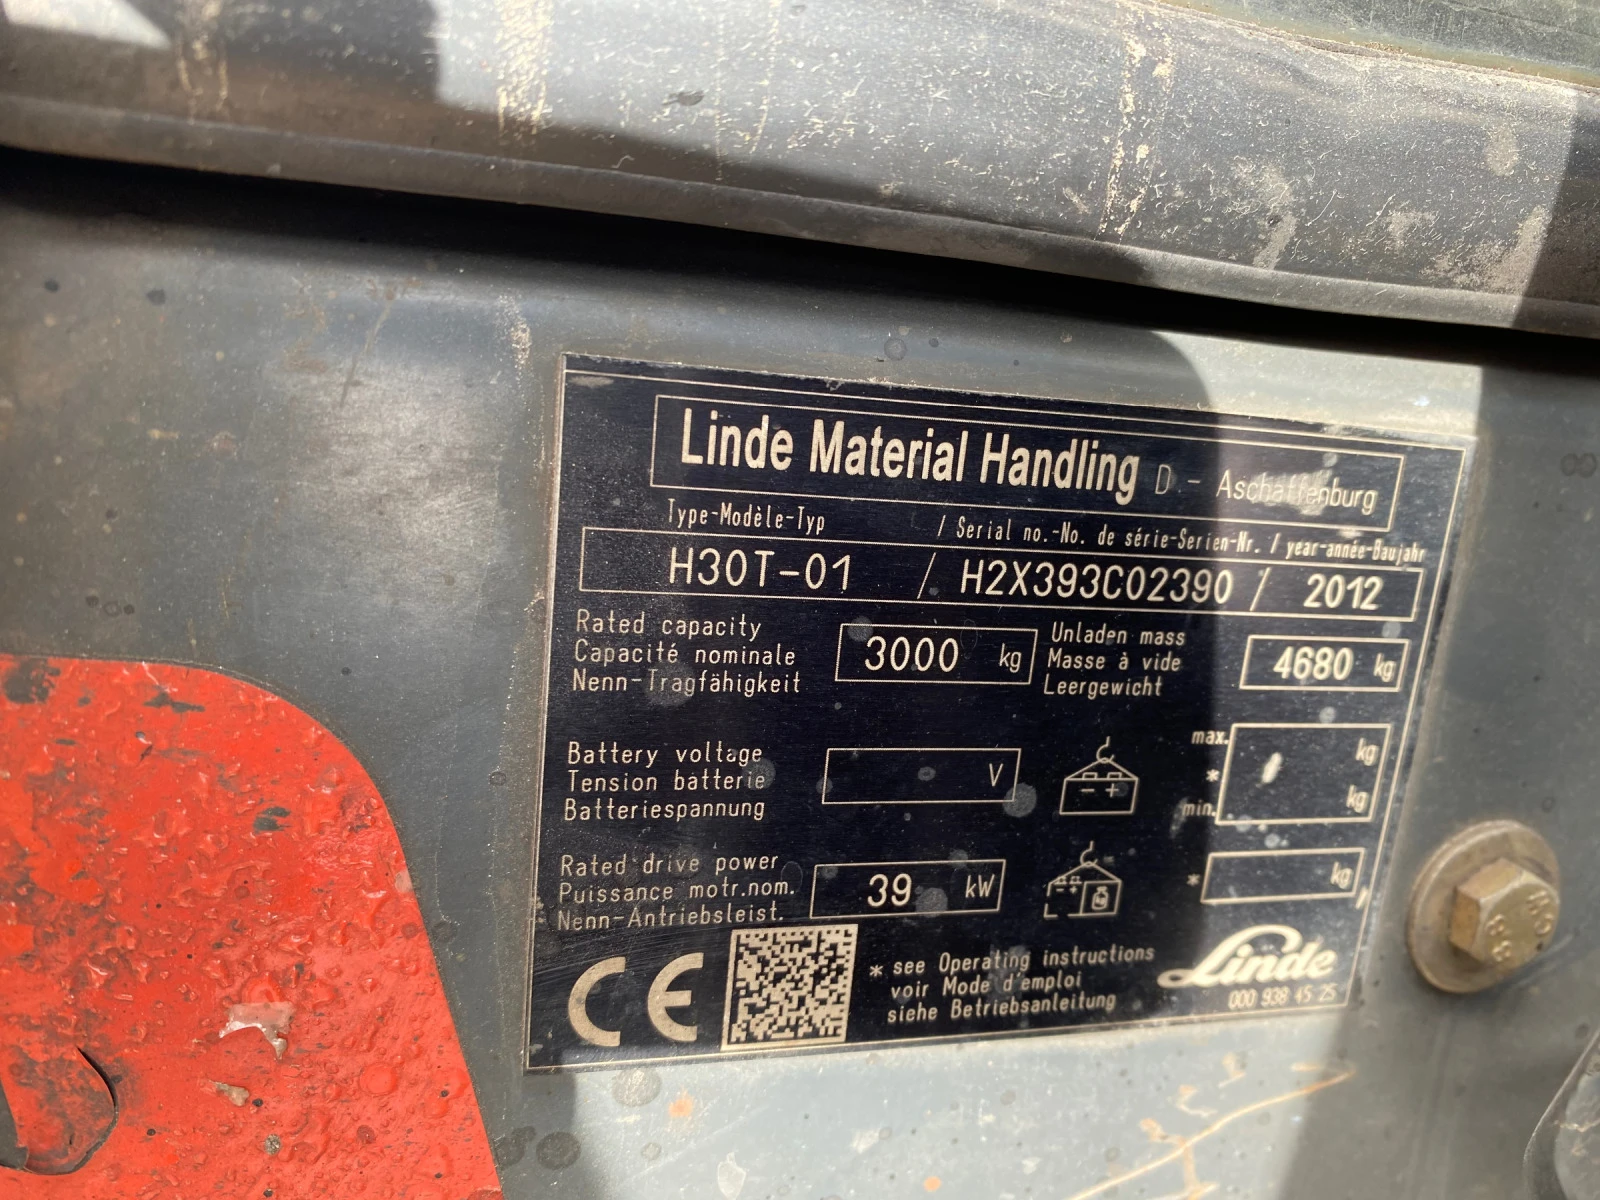 Linde Material Handling D - Aschaffenburg
Type-Modèle-Typ / Serial no.-No. de série-Serien-Nr. / year-année-Baujahr
H30T-01 / H2X393C02390 / 2012
Rated capacity
Capacité nominale
Nenn-Tragfähigkeit
3000 kg
Unladen mass
Masse à vide
Leergewicht
4680 kg
Battery voltage
Tension batterie
Batteriespannung
V
- +
max. kg
*
min. kg
Rated drive power
Puissance motr.nom.
Nenn-Antriebsleist.
39 kW
* kg
CE
* see Operating instructions
voir Mode d'emploi
siehe Betriebsanleitung
Linde
000 938 45 25
8.8